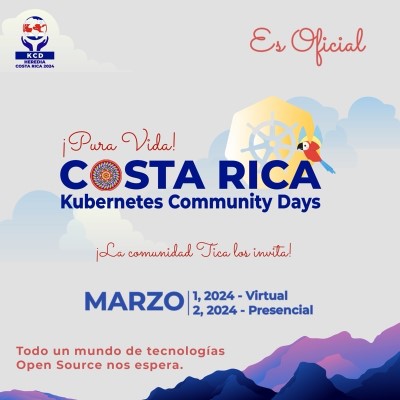 KCD
HEREDIA
COSTA RICA 2024
Es Oficial
¡Pura Vida!
COSTA RICA
Kubernetes Community Days
¡La comunidad Tica los invita!
MARZO
1, 2024 - Virtual
2, 2024 - Presencial
Todo un mundo de tecnologías
Open Source nos espera.